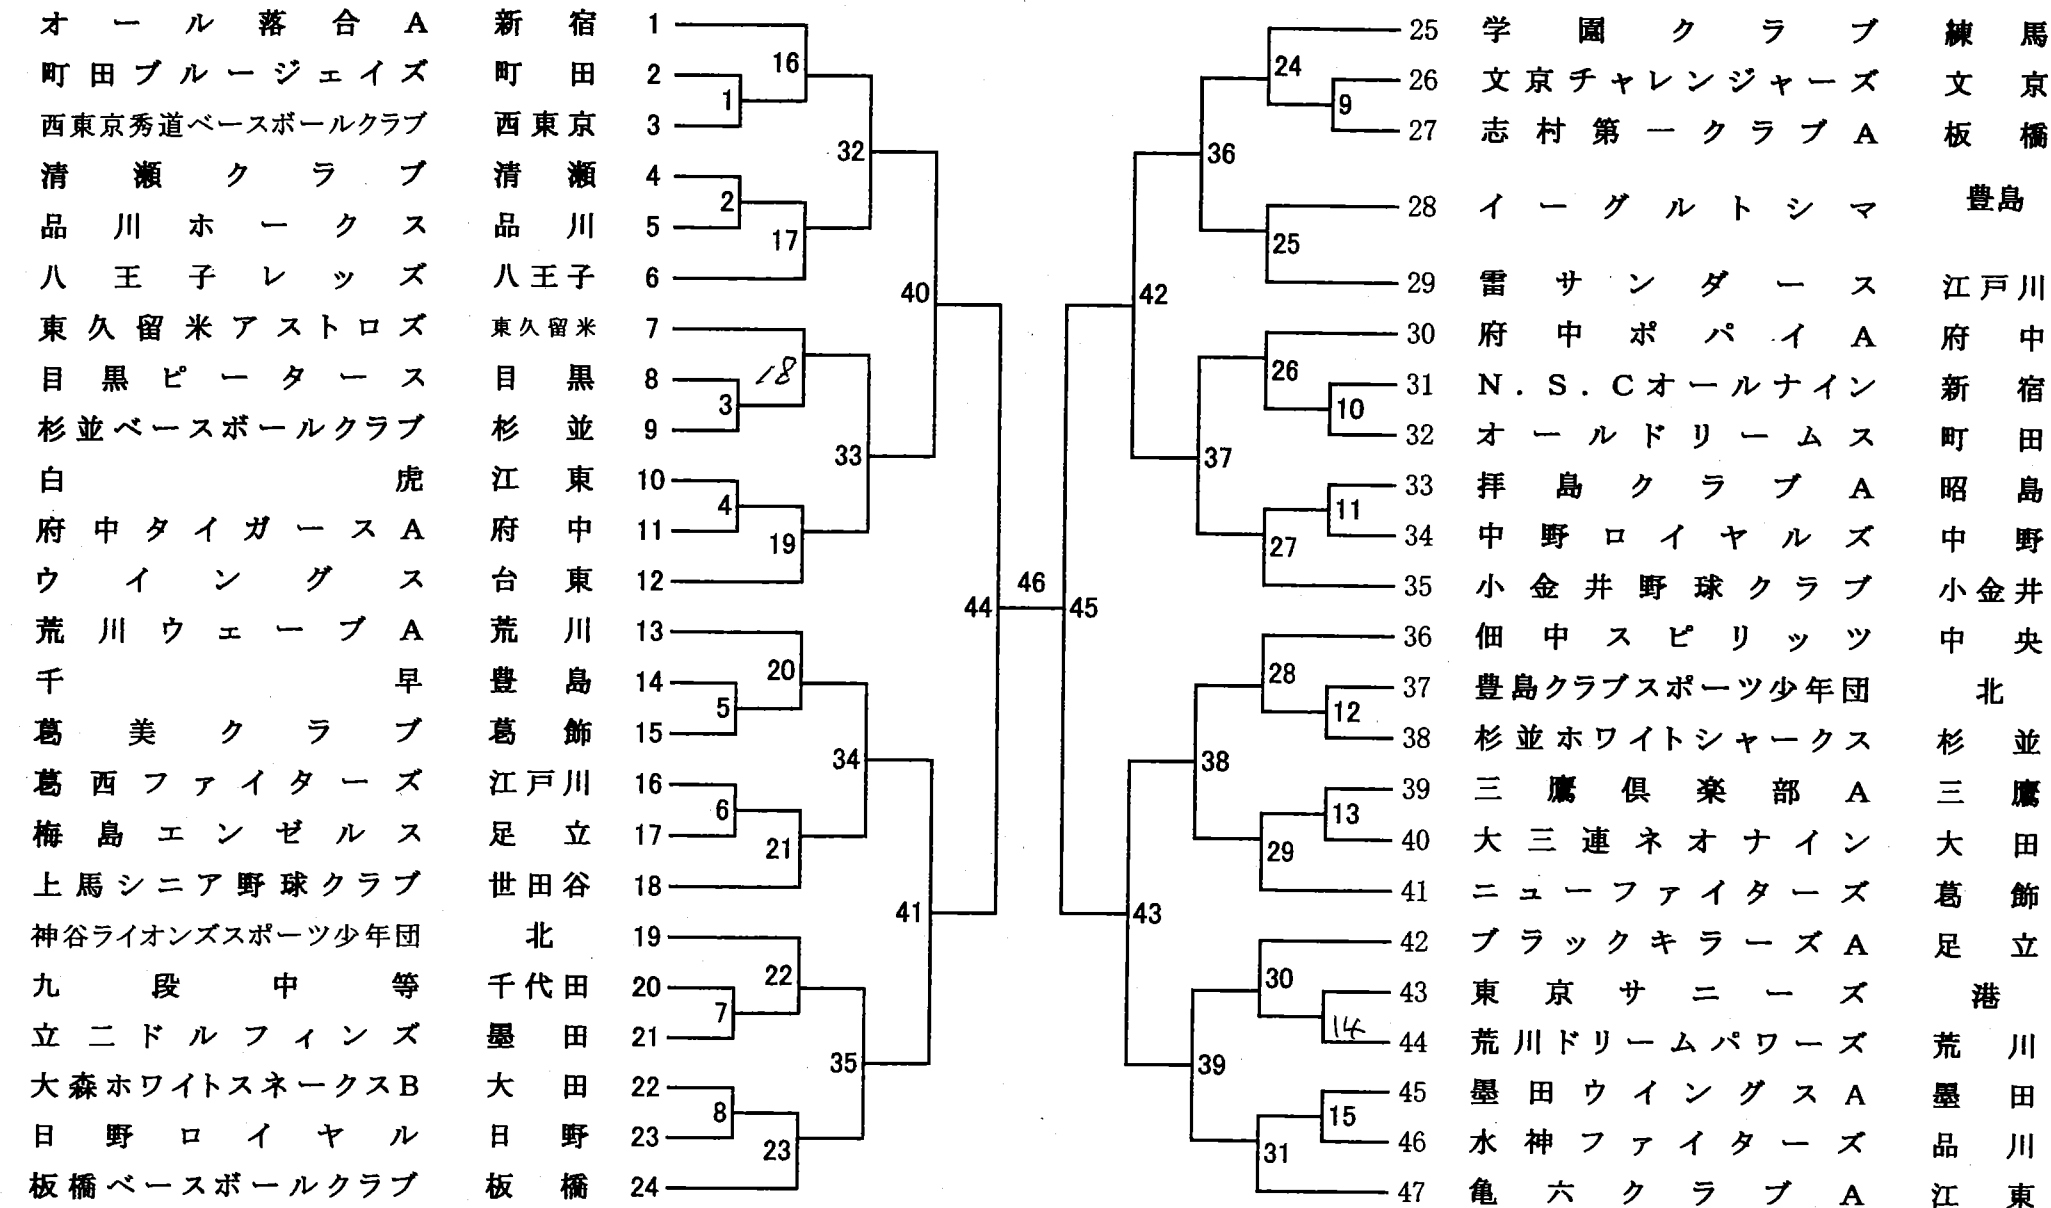 オール落合A 新宿 1
町田ブルージェイズ 町田 2
西東京秀道ベースボールクラブ 西東京 3
清瀬クラブ 清瀬 4
品川ホークス 品川 5
八王子レッズ 八王子 6
東久留米アストロズ 東久留米 7
目黒ピータース 目黒 8
杉並ベースボールクラブ 杉並 9
白虎 江東 10
府中タイガースA 府中 11
ウイングス 台東 12
荒川ウェーブA 荒川 13
千早 豊島 14
葛美クラブ 葛飾 15
葛西ファイターズ 江戸川 16
梅島エンゼルス 足立 17
上馬シニア野球クラブ 世田谷 18
神谷ライオンズスポーツ少年団 北 19
九段中等 千代田 20
立二ドルフィンズ 墨田 21
大森ホワイトスネークスB 大田 22
日野ロイヤル 日野 23
板橋ベースボールクラブ 板橋 24
16
1
32
2
17
40
18
3
33
4
19
44
20
5
34
6
21
41
22
7
35
8
23
46
45
24
9
36
25
42
26
10
37
11
27
28
12
38
13
29
43
30
14
39
15
31
25 学園クラブ 練馬
26 文京チャレンジャーズ 文京
27 志村第一クラブA 板橋
28 イーグルトシマ 豊島
29 雷サンダース 江戸川
30 府中ポパイA 府中
31 N.S.Cオールナイン 新宿
32 オールドリームス 町田
33 拝島クラブA 昭島
34 中野ロイヤルズ 中野
35 小金井野球クラブ 小金井
36 佃中スピリッツ 中央
37 豊島クラブスポーツ少年団 北
38 杉並ホワイトシャークス 杉並
39 三鷹倶楽部A 三鷹
40 大三連ネオナイン 大田
41 ニューファイターズ 葛飾
42 ブラックキラーズA 足立
43 東京サニーズ 港
44 荒川ドリームパワーズ 荒川
45 墨田ウイングスA 墨田
46 水神ファイターズ 品川
47 亀六クラブA 江東